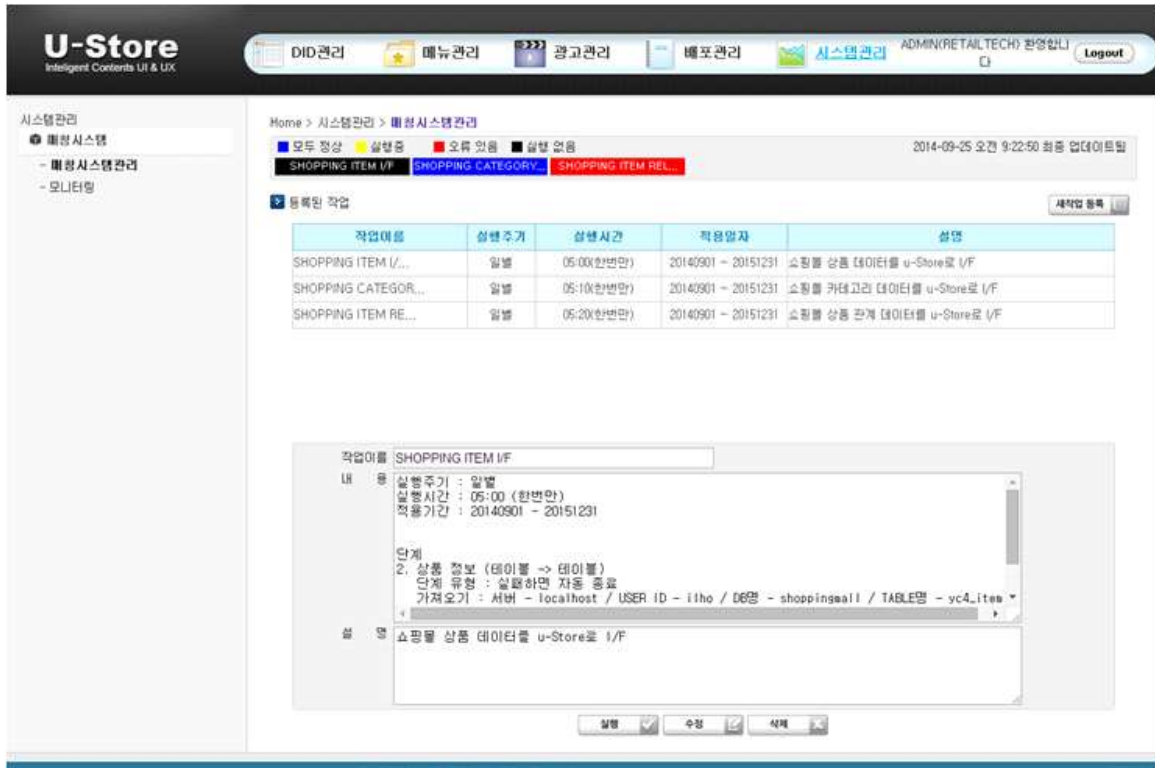 U-Store
Inteligent Contents UI & UX
DID관리
메뉴관리
광고관리
배포관리
시스템관리
ADMIN(RETAILTECH) 환영합니다
Logout
시스템관리
매칭시스템
- 매칭시스템관리
- 모니터링
Home > 시스템관리 > 매칭시스템관리
모두 정상 실행중 오류 있음 실행 없음
2014-09-25 오전 9:22:50 최종 업데이트됨
SHOPPING ITEM I/F SHOPPING CATEGORY... SHOPPING ITEM REL...
등록된 작업
새작업 등록
작업이름 실행주기 실행시간 적용일자 설명
SHOPPING ITEM I/... 일별 05:00(한번만) 20140901 ~ 20151231 쇼핑몰 상품 데이터를 u-Store로 I/F
SHOPPING CATEGOR... 일별 05:10(한번만) 20140901 ~ 20151231 쇼핑몰 카테고리 데이터를 u-Store로 I/F
SHOPPING ITEM RE... 일별 05:20(한번만) 20140901 ~ 20151231 쇼핑몰 상품 관계 데이터를 u-Store로 I/F
작업이름 SHOPPING ITEM I/F
내 용
실행주기 : 일별
실행시간 : 05:00 (한번만)
적용기간 : 20140901 - 20151231
단계
2. 상품 정보 (테이블 -> 테이블)
단계 유형 : 실패하면 자동 종료
가져오기 : 서버 - localhost / USER ID - ilho / DB명 - shoppingmall / TABLE명 - yc4_item
설 명
쇼핑몰 상품 데이터를 u-Store로 I/F
실행
수정
삭제